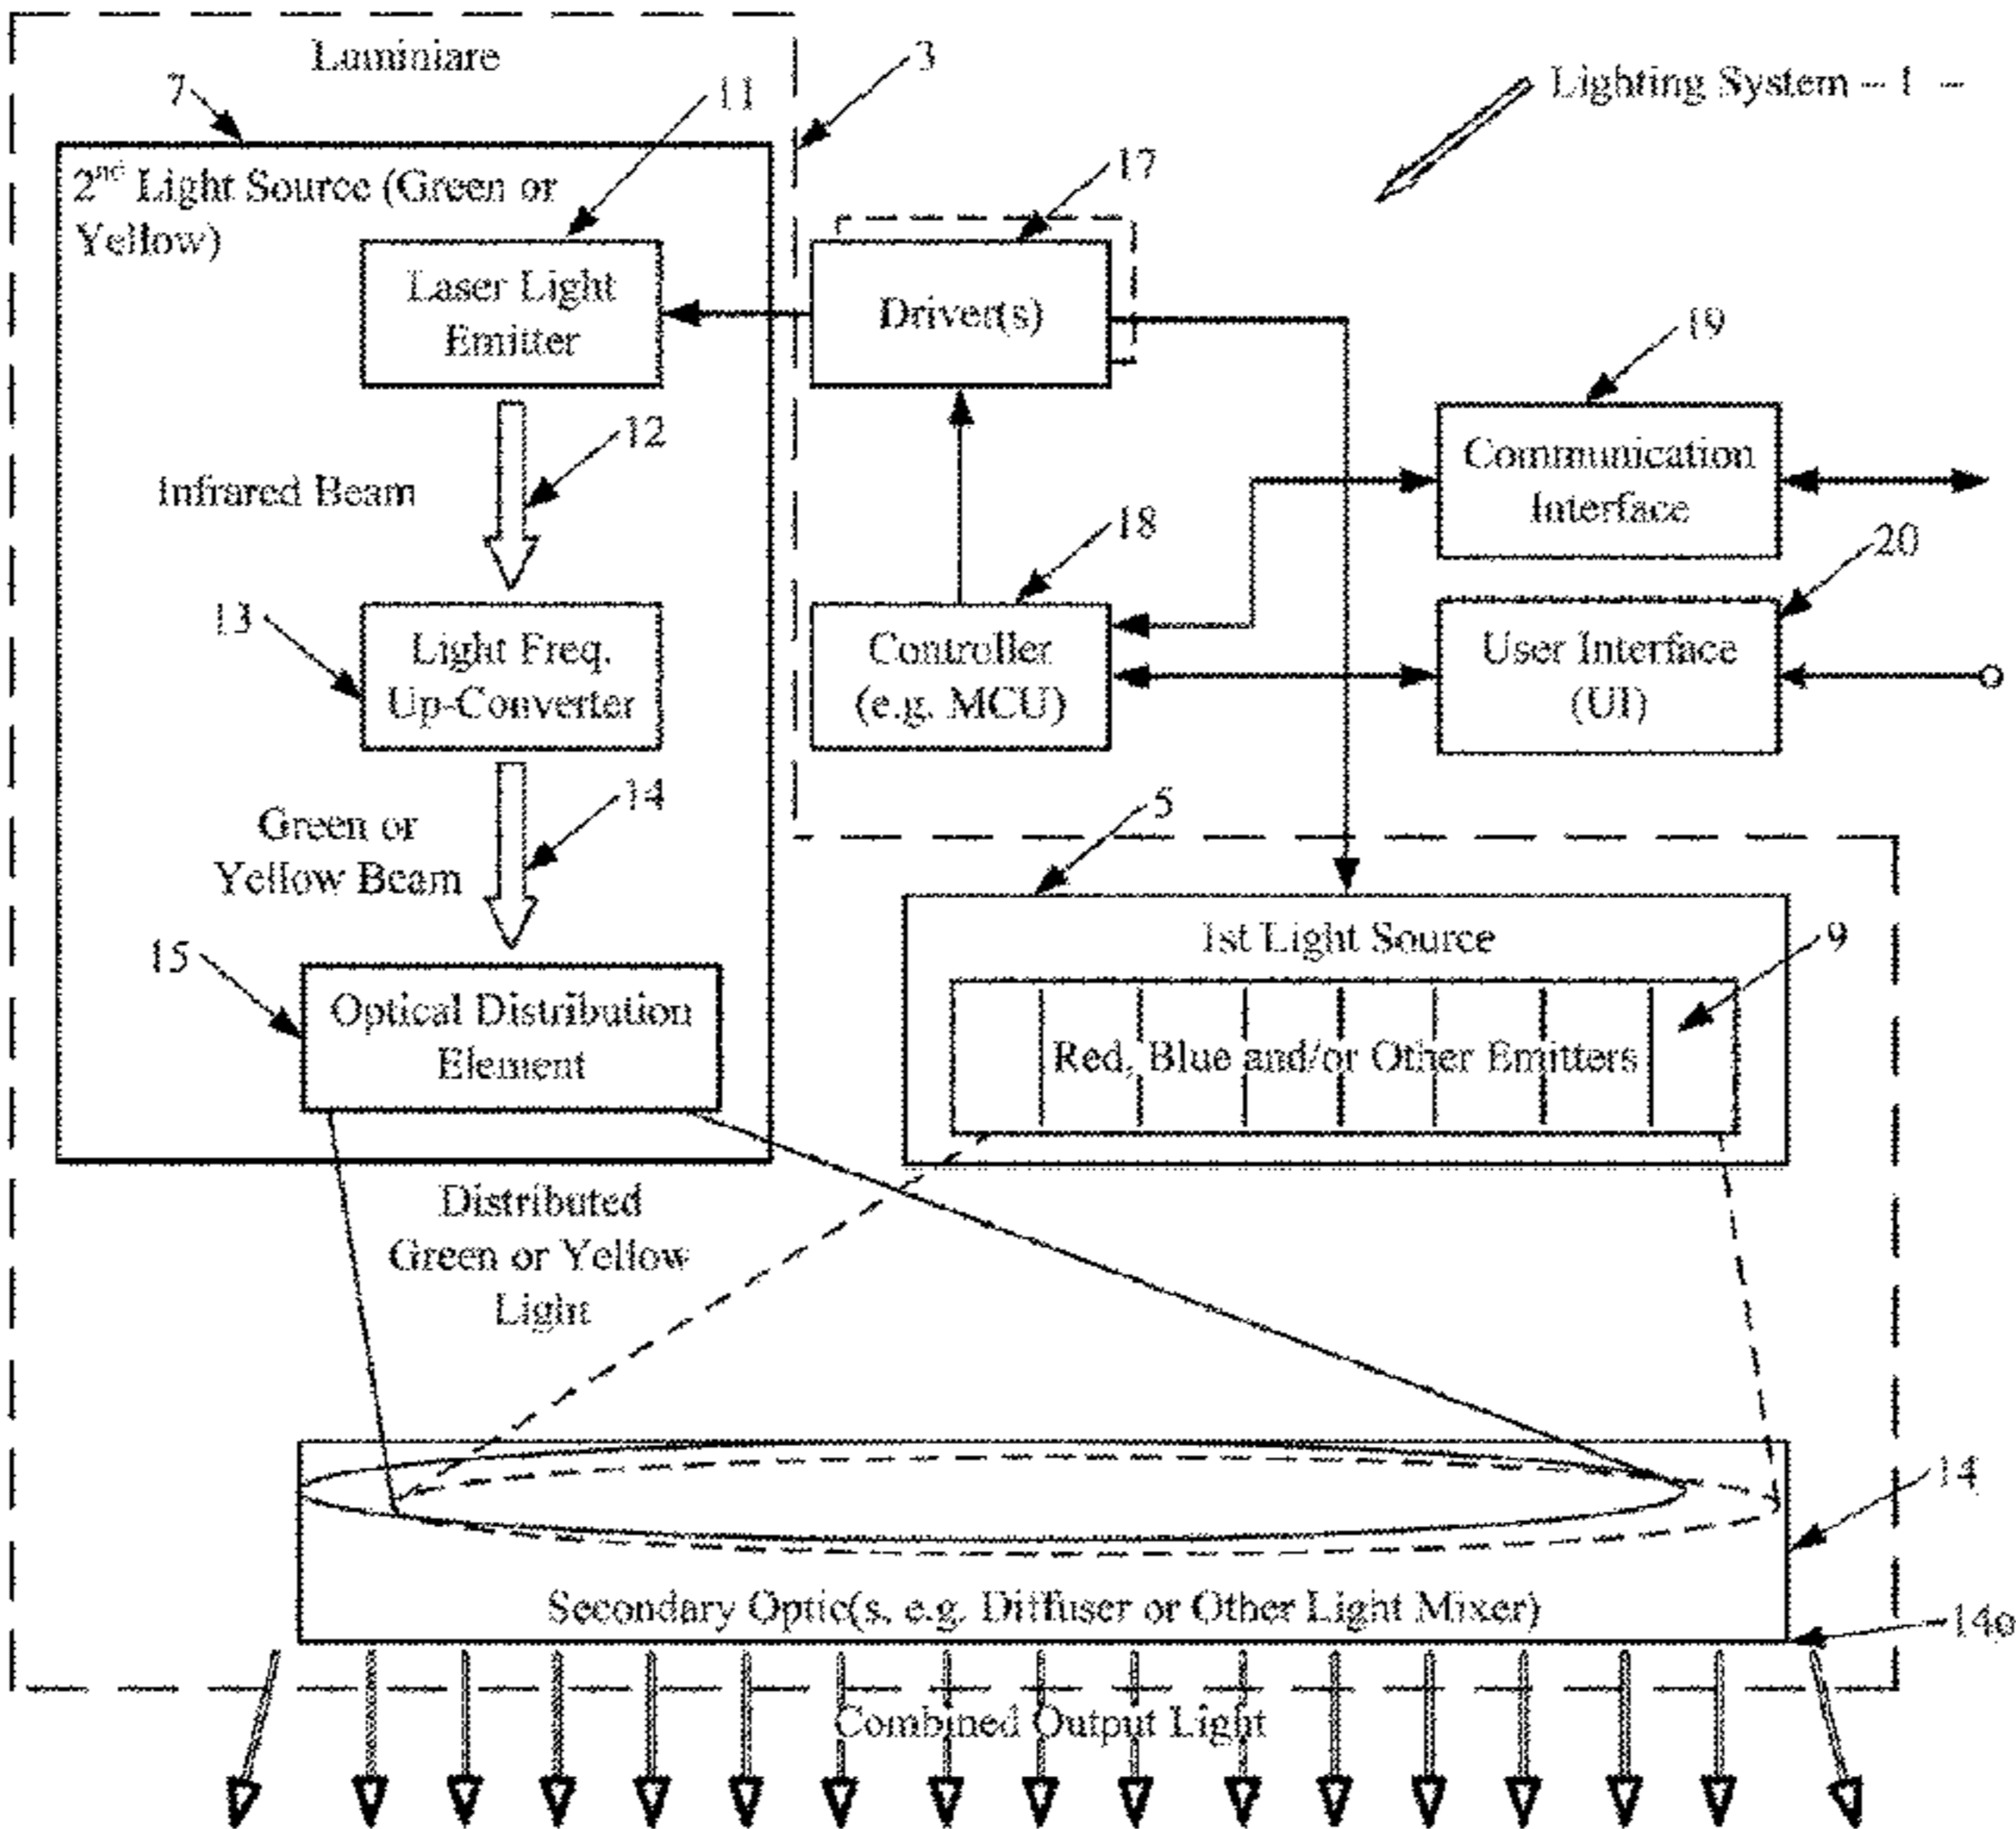 Luminiare
3
Lighting System -- 1 --
7
11
17
2nd Light Source (Green or
Yellow)
Laser Light
Emitter
Driver(s)
19
12
Communication
Interface
Infrared Beam
18
20
13
Light Freq.
Up-Converter
Controller
(e.g. MCU)
User Interface
(UI)
14
5
Green or
Yellow Beam
1st Light Source
9
15
Optical Distribution
Element
Red, Blue and/or Other Emitters
Distributed
Green or Yellow
Light
14
Secondary Optic(s, e.g. Diffuser or Other Light Mixer)
14o
Combined Output Light